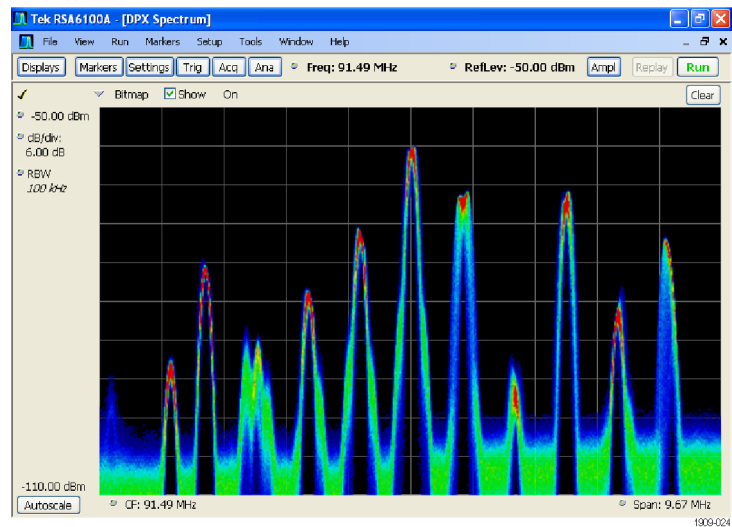 Tek RSA6100A - [DPX Spectrum]
File View Run Markers Setup Tools Window Help
Displays Markers Settings Trig Acq Ana Freq: 91.49 MHz RefLev: -50.00 dBm Ampl Replay Run
Bitmap Show On Clear
-50.00 dBm
dB/div:
6.00 dB
RBW
100 kHz
-110.00 dBm
Autoscale CF: 91.49 MHz Span: 9.67 MHz
1909-024